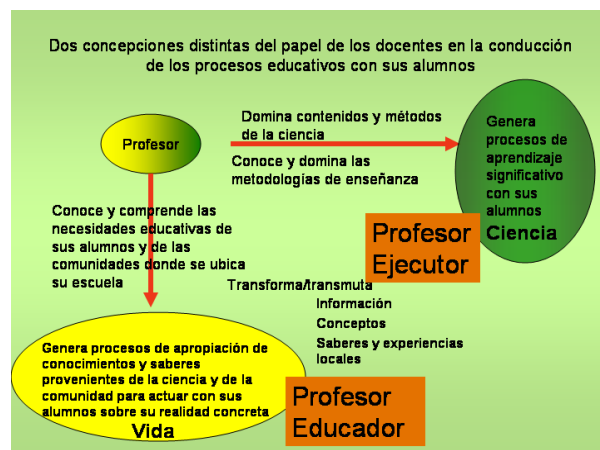 Dos concepciones distintas del papel de los docentes en la conducción
de los procesos educativos con sus alumnos
Profesor
Domina contenidos y métodos
de la ciencia
Conoce y domina las
metodologías de enseñanza
Genera
procesos de
aprendizaje
significativo
con sus
alumnos
Ciencia
Profesor
Ejecutor
Conoce y comprende las
necesidades educativas de
sus alumnos y de las
comunidades donde se ubica
su escuela
Transforma/transmuta
Información
Conceptos
Saberes y experiencias
locales
Genera procesos de apropiación de
conocimientos y saberes
provenientes de la ciencia y de la
comunidad para actuar con sus
alumnos sobre su realidad concreta
Vida
Profesor
Educador